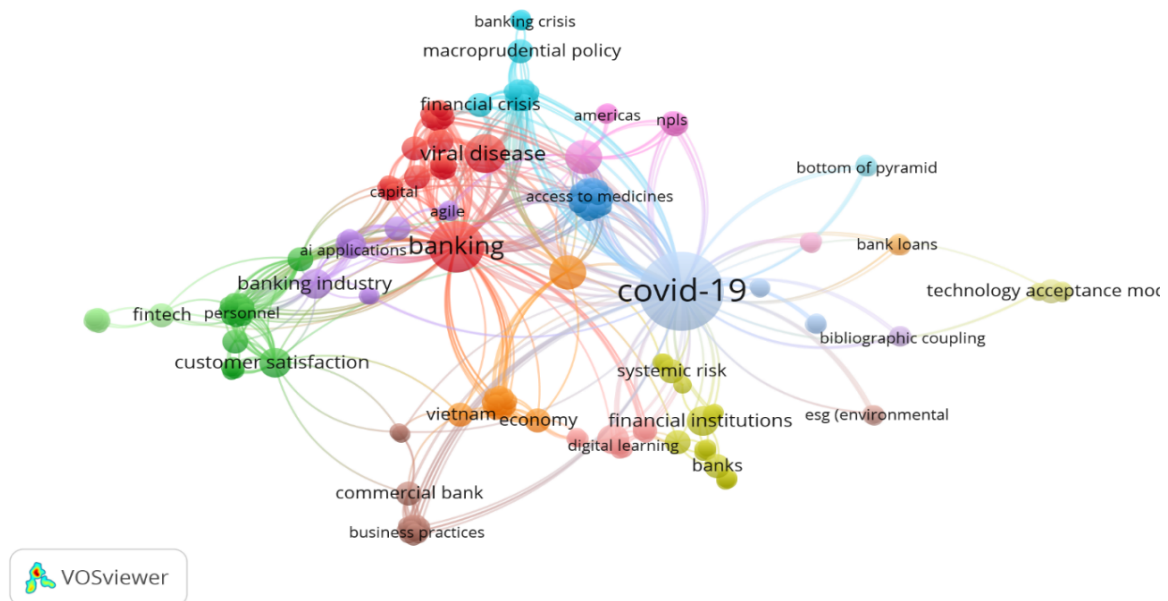 banking crisis
macroprudential policy
financial crisis
americas
npls
viral disease
bottom of pyramid
capital
access to medicines
agile
banking
ai applications
bank loans
banking industry
covid-19
technology acceptance mod
fintech
personnel
bibliographic coupling
customer satisfaction
systemic risk
vietnam
economy
financial institutions
esg (environmental
digital learning
banks
commercial bank
business practices
VOSviewer